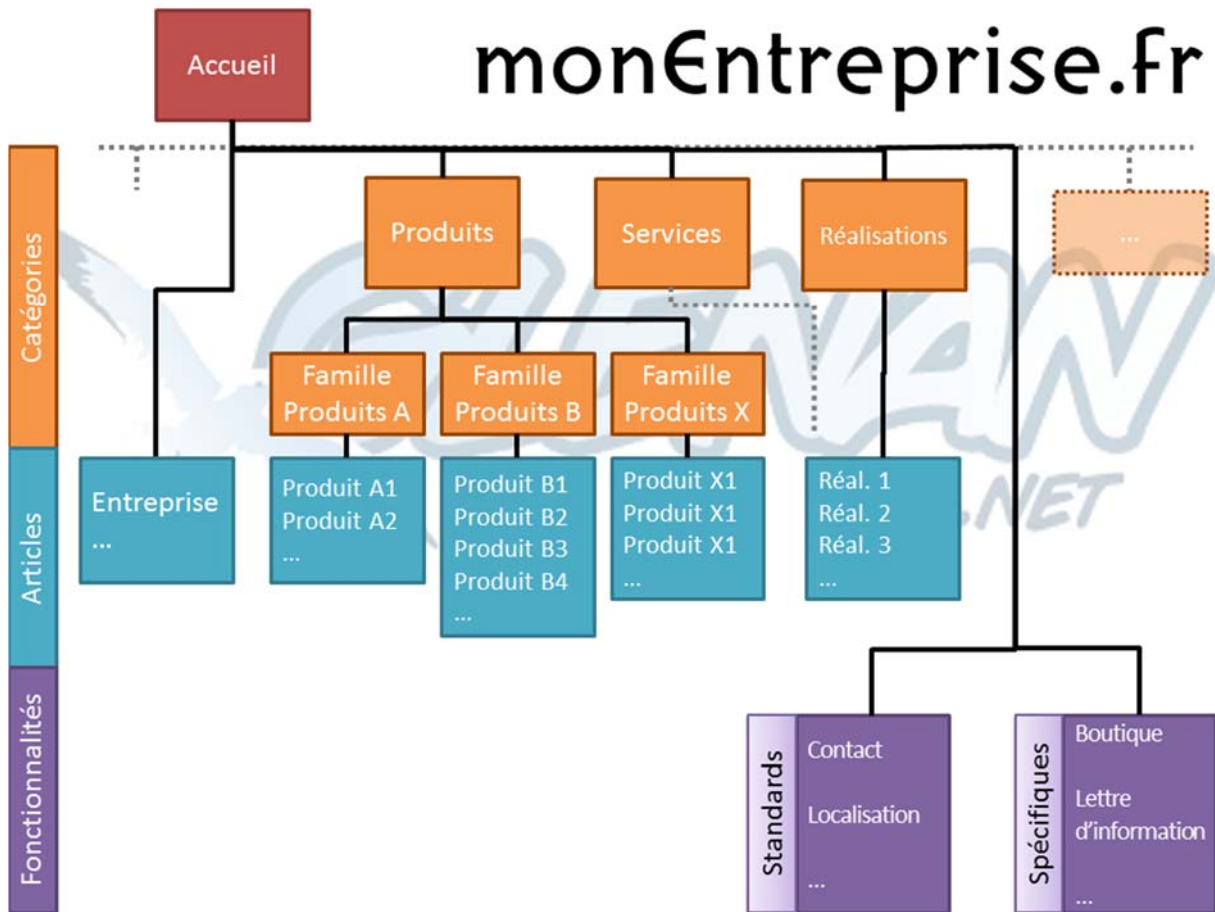 Accueil
monEntreprise.fr
Catégories
Produits
Services
Réalisations
...
Famille
Produits A
Famille
Produits B
Famille
Produits X
Articles
Entreprise
...
Produit A1
Produit A2
...
Produit B1
Produit B2
Produit B3
Produit B4
...
Produit X1
Produit X1
Produit X1
...
Réal. 1
Réal. 2
Réal. 3
...
Fonctionnalités
Standards
Contact
Localisation
...
Spécifiques
Boutique
Lettre
d'information
...
GLENAN
.NET